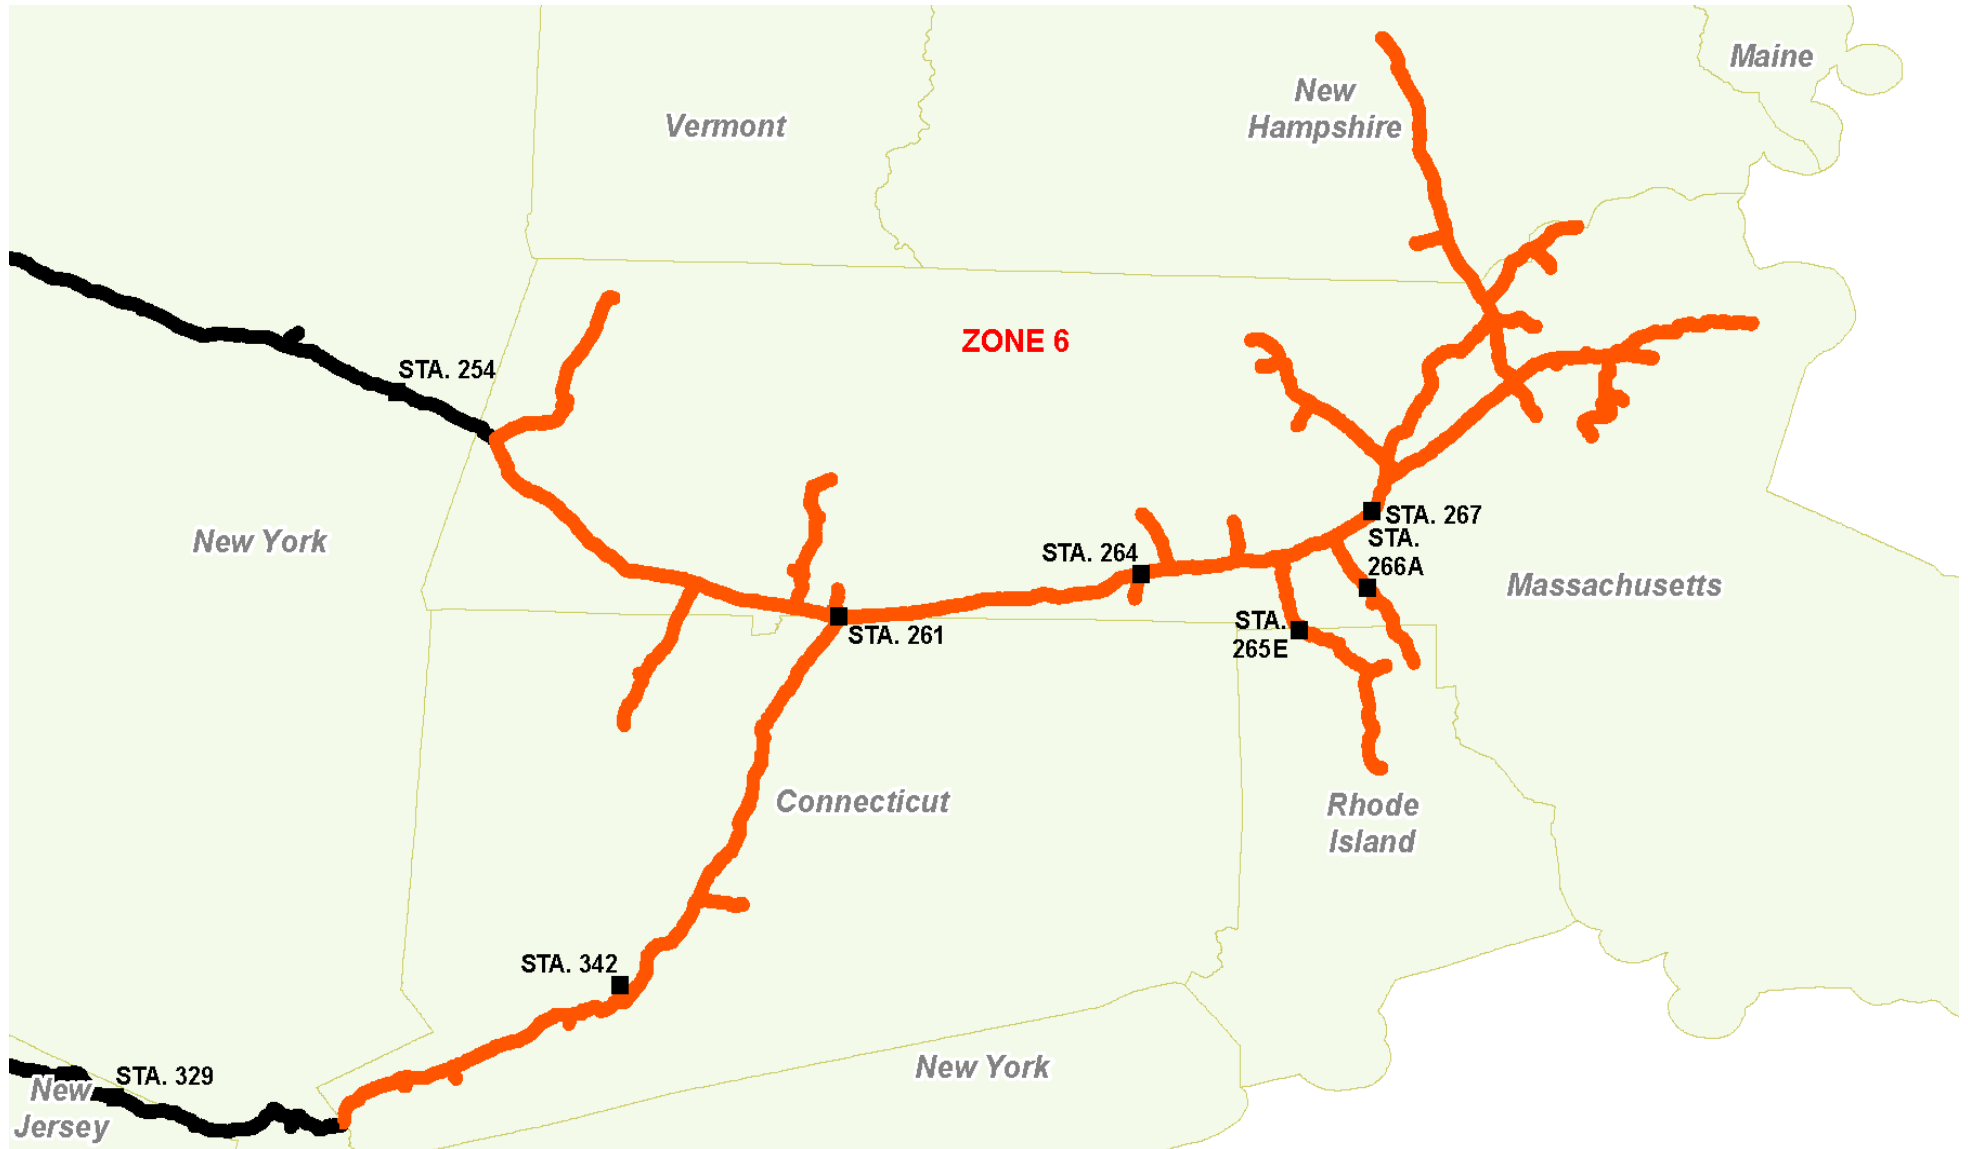 Maine
New
Hampshire
Vermont
ZONE 6
STA. 254
STA. 267
New York
STA.
266A
STA. 264
Massachusetts
STA. 261
STA.
265E
Connecticut
Rhode
Island
STA. 342
New York
STA. 329
New
Jersey